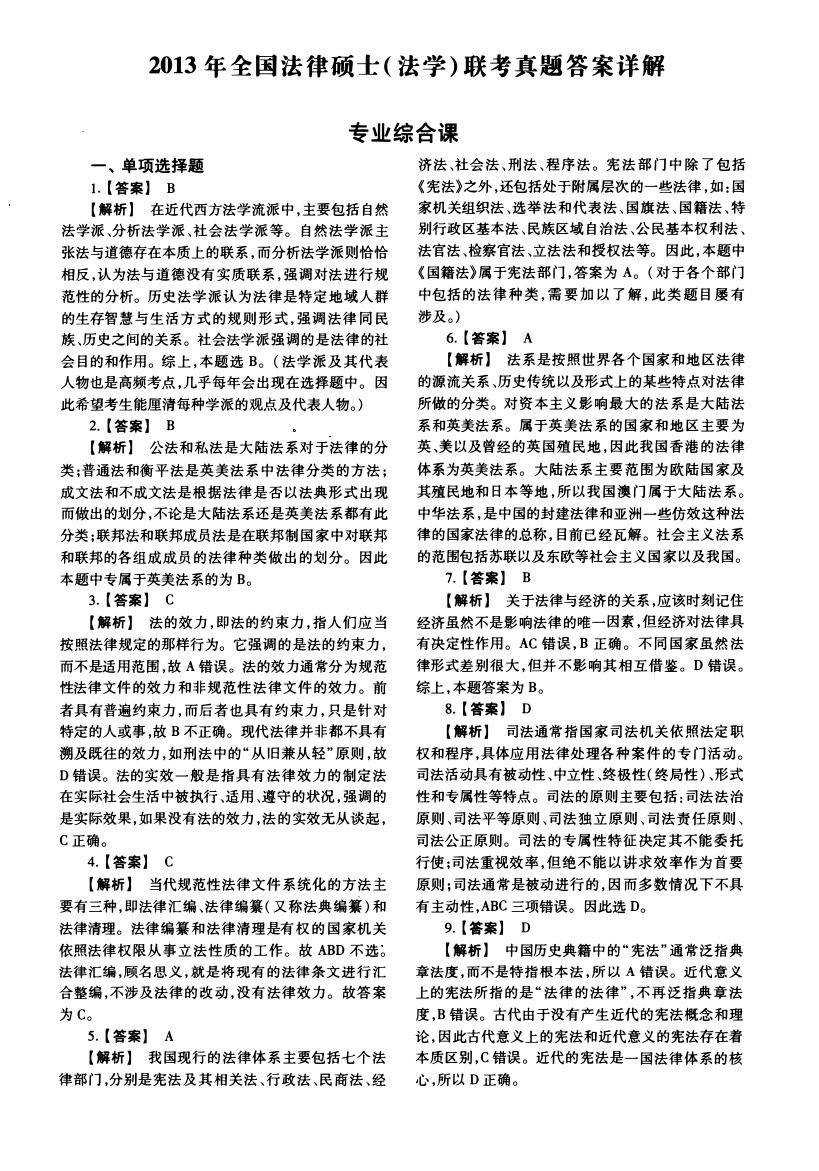 2013 年全国法律硕士(法学)联考真题答案详解
专业综合课
一、单项选择题
1.【答案】 B
【解析】 在近代西方法学流派中,主要包括自然
法学派、分析法学派、社会法学派等。自然法学派主
张法与道德存在本质上的联系,而分析法学派则恰恰
相反,认为法与道德没有实质联系,强调对法进行规
范性的分析。历史法学派认为法律是特定地域人群
的生存智慧与生活方式的规则形式,强调法律同民
族、历史之间的关系。社会法学派强调的是法律的社
会目的和作用。综上,本题选 B。(法学派及其代表
人物也是高频考点,几乎每年会出现在选择题中。因
此希望考生能厘清每种学派的观点及代表人物。)
2.【答案】 B
【解析】 公法和私法是大陆法系对于法律的分
类;普通法和衡平法是英美法系中法律分类的方法;
成文法和不成文法是根据法律是否以法典形式出现
而做出的划分,不论是大陆法系还是英美法系都有此
分类;联邦法和联邦成员法是在联邦制国家中对联邦
和联邦的各组成成员的法律种类做出的划分。因此
本题中专属于英美法系的为 B。
3.【答案】 C
【解析】 法的效力,即法的约束力,指人们应当
按照法律规定的那样行为。它强调的是法的约束力,
而不是适用范围,故 A 错误。法的效力通常分为规范
性法律文件的效力和非规范性法律文件的效力。前
者具有普遍约束力,而后者也具有约束力,只是针对
特定的人或事,故 B 不正确。现代法律并非都不具有
溯及既往的效力,如刑法中的“从旧兼从轻”原则,故
D 错误。法的实效一般是指具有法律效力的制定法
在实际社会生活中被执行、适用、遵守的状况,强调的
是实际效果,如果没有法的效力,法的实效无从谈起,
C 正确。
4.【答案】 C
【解析】 当代规范性法律文件系统化的方法主
要有三种,即法律汇编、法律编纂(又称法典编纂)和
法律清理。法律编纂和法律清理是有权的国家机关
依照法律权限从事立法性质的工作。故 ABD 不选。
法律汇编,顾名思义,就是将现有的法律条文进行汇
合整编,不涉及法律的改动,没有法律效力。故答案
为 C。
5.【答案】 A
【解析】 我国现行的法律体系主要包括七个法
律部门,分别是宪法及其相关法、行政法、民商法、经
济法、社会法、刑法、程序法。宪法部门中除了包括
《宪法》之外,还包括处于附属层次的一些法律,如:国
家机关组织法、选举法和代表法、国旗法、国籍法、特
别行政区基本法、民族区域自治法、公民基本权利法、
法官法、检察官法、立法法和授权法等。因此,本题中
《国籍法》属于宪法部门,答案为 A。(对于各个部门
中包括的法律种类,需要加以了解,此类题目屡有
涉及。)
6.【答案】 A
【解析】 法系是按照世界各个国家和地区法律
的源流关系、历史传统以及形式上的某些特点对法律
所做的分类。对资本主义影响最大的法系是大陆法
系和英美法系。属于英美法系的国家和地区主要为
英、美以及曾经的英国殖民地,因此我国香港的法律
体系为英美法系。大陆法系主要范围为欧陆国家及
其殖民地和日本等地,所以我国澳门属于大陆法系。
中华法系,是中国的封建法律和亚洲一些仿效这种法
律的国家法律的总称,目前已经瓦解。社会主义法系
的范围包括苏联以及东欧等社会主义国家以及我国。
7.【答案】 B
【解析】 关于法律与经济的关系,应该时刻记住
经济虽然不是影响法律的唯一因素,但经济对法律具
有决定性作用。AC 错误,B 正确。不同国家虽然法
律形式差别很大,但并不影响其相互借鉴。D 错误。
综上,本题答案为 B。
8.【答案】 D
【解析】 司法通常指国家司法机关依照法定职
权和程序,具体应用法律处理各种案件的专门活动。
司法活动具有被动性、中立性、终极性(终局性)、形式
性和专属性等特点。司法的原则主要包括:司法法治
原则、司法平等原则、司法独立原则、司法责任原则、
司法公正原则。司法的专属性特征决定其不能委托
行使;司法重视效率,但绝不能以讲求效率作为首要
原则;司法通常是被动进行的,因而多数情况下不具
有主动性,ABC 三项错误。因此选 D。
9.【答案】 D
【解析】 中国历史典籍中的“宪法”通常泛指典
章法度,而不是特指根本法,所以 A 错误。近代意义
上的宪法所指的是“法律的法律”,不再泛指典章法
度,B 错误。古代由于没有产生近代的宪法概念和理
论,因此古代意义上的宪法和近代意义的宪法存在着
本质区别,C 错误。近代的宪法是一国法律体系的核
心,所以 D 正确。